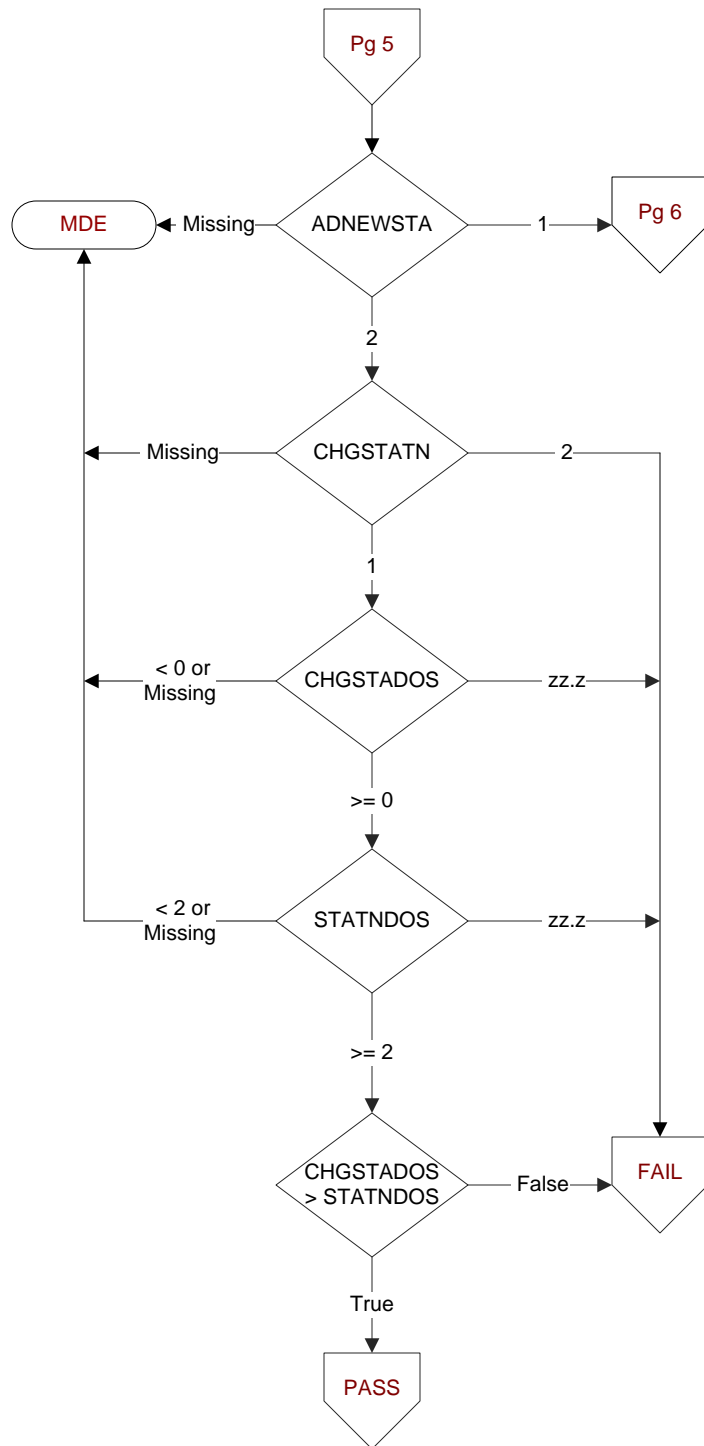 Pg 5
MDE
Missing
ADNEWSTA
1
Pg 6
2
Missing
CHGSTATN
2
1
< 0 or
Missing
CHGSTADOS
zz.z
>= 0
< 2 or
Missing
STATNDOS
zz.z
>= 2
CHGSTADOS
> STATNDOS
False
FAIL
True
PASS